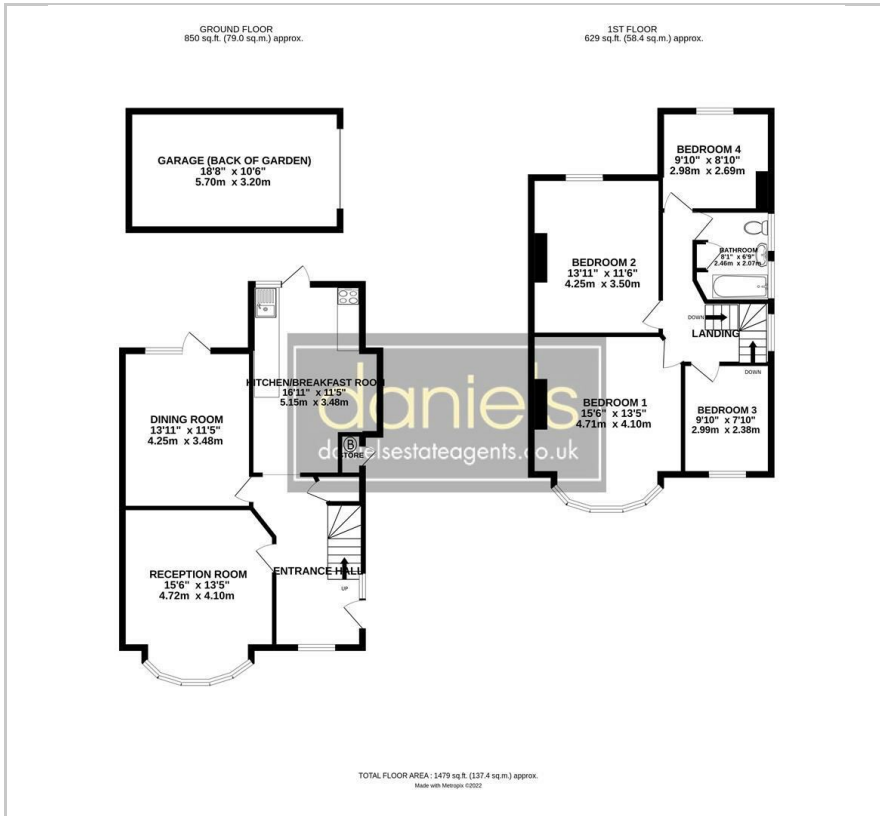 GROUND FLOOR
850 sq.ft. (79.0 sq.m.) approx.
1ST FLOOR
629 sq.ft. (58.4 sq.m.) approx.
GARAGE (BACK OF GARDEN)
18'8" x 10'6"
5.70m x 3.20m
KITCHEN/BREAKFAST ROOM
16'11" x 11'5"
5.15m x 3.48m
DINING ROOM
13'11" x 11'5"
4.25m x 3.48m
B
STORE
RECEPTION ROOM
15'6" x 13'5"
4.72m x 4.10m
ENTRANCE HALL
UP
BEDROOM 4
9'10" x 8'10"
2.98m x 2.69m
BEDROOM 2
13'11" x 11'6"
4.25m x 3.50m
BATHROOM
8'1" x 6'9"
2.46m x 2.07m
DOWN
LANDING
DOWN
BEDROOM 1
15'6" x 13'5"
4.71m x 4.10m
BEDROOM 3
9'10" x 7'10"
2.99m x 2.38m
daniels
danielsestateagents.co.uk
TOTAL FLOOR AREA : 1479 sq.ft. (137.4 sq.m.) approx.
Made with Metropix ©2022